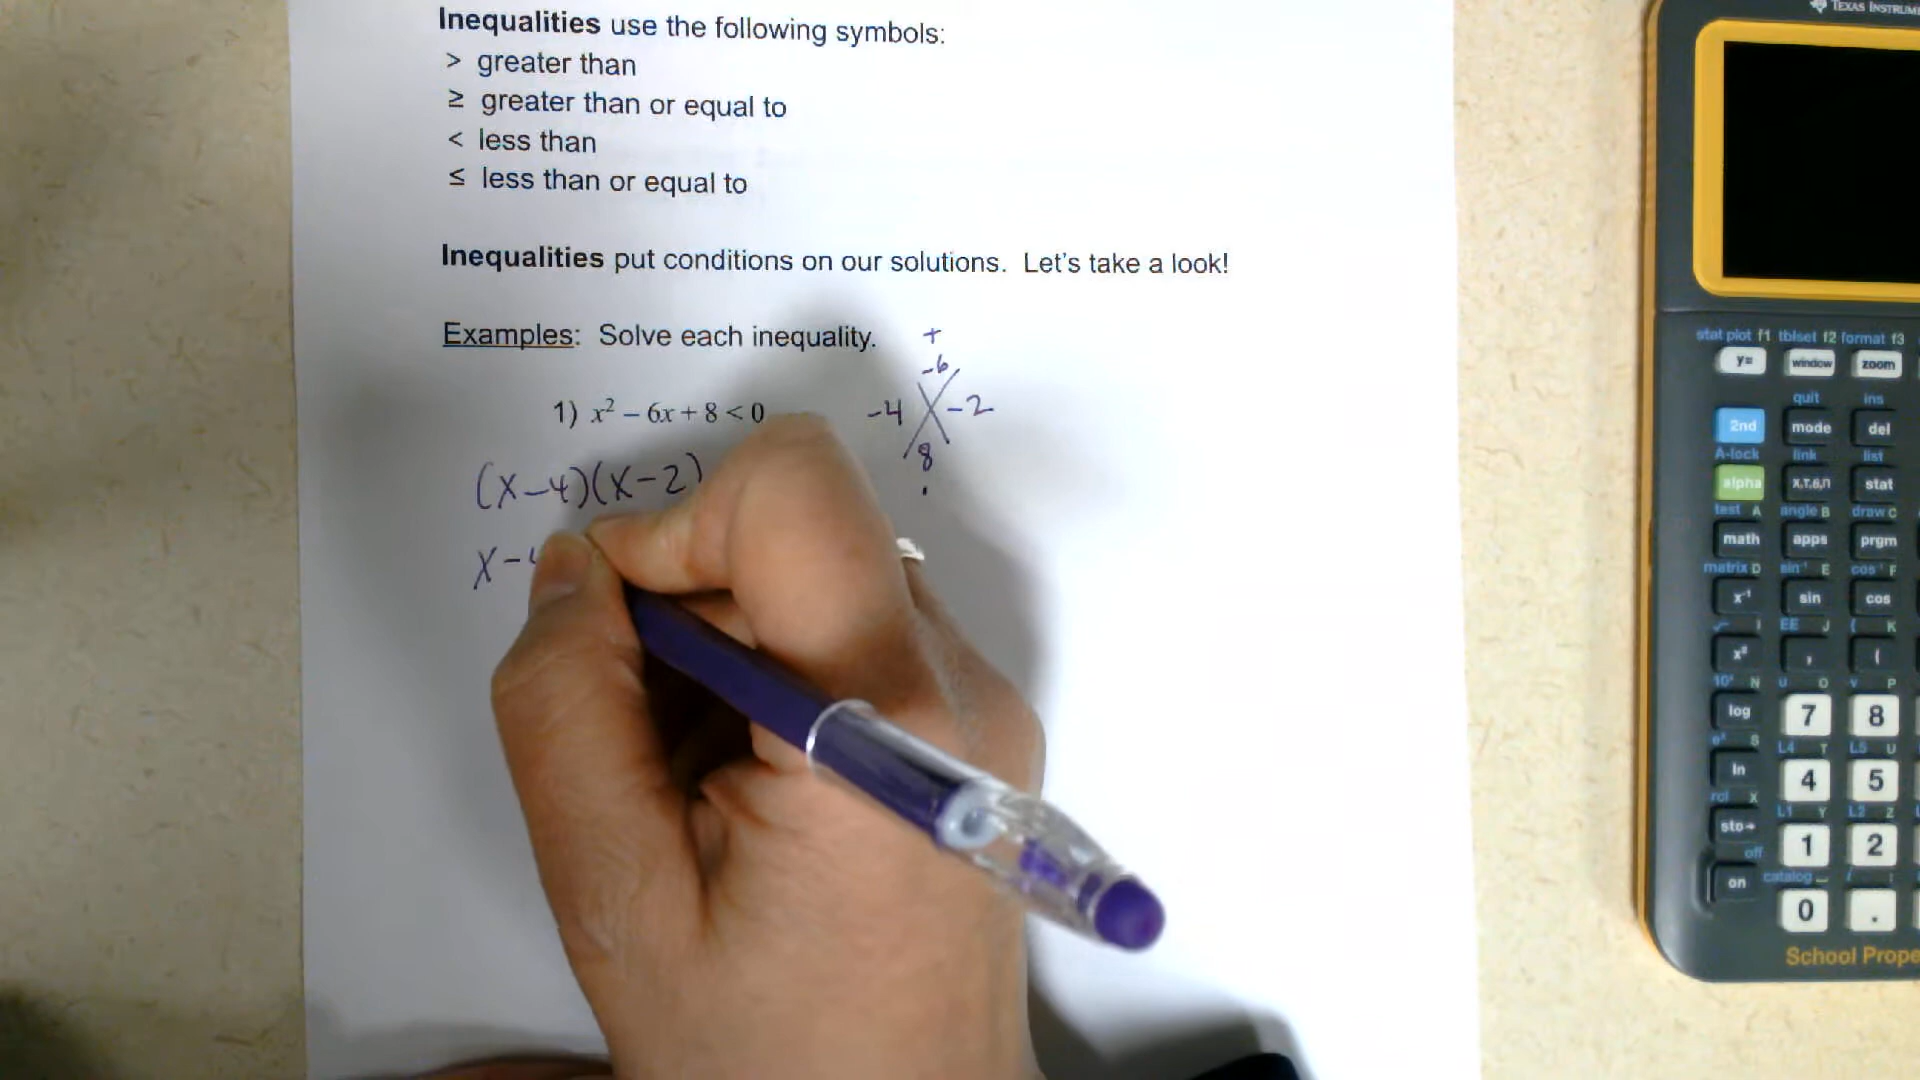 Inequalities use the following symbols:
> greater than
≥ greater than or equal to
< less than
≤ less than or equal to
Inequalities put conditions on our solutions. Let's take a look!
Examples: Solve each inequality.
+
-6
-4 -2
8
.
1) x² – 6x + 8 < 0
(x-4)(x-2)
x-4
TEXAS
stat plot f1 tblset f2 format f3
y= window zoom
quit ins
2nd mode del
A-lock link list
alpha X,T,θ,n stat
test A angle B draw C
math apps prgm
matrix D sin⁻¹ E cos⁻¹ F
x⁻¹ sin cos
√ I EE J { K
x² , (
10ˣ N u O v P
log 7 8
eˣ S L4 T L5 U
ln 4 5
rcl X L1 Y L2 Z
sto→ 1 2
off catalog i :
on 0 .
School